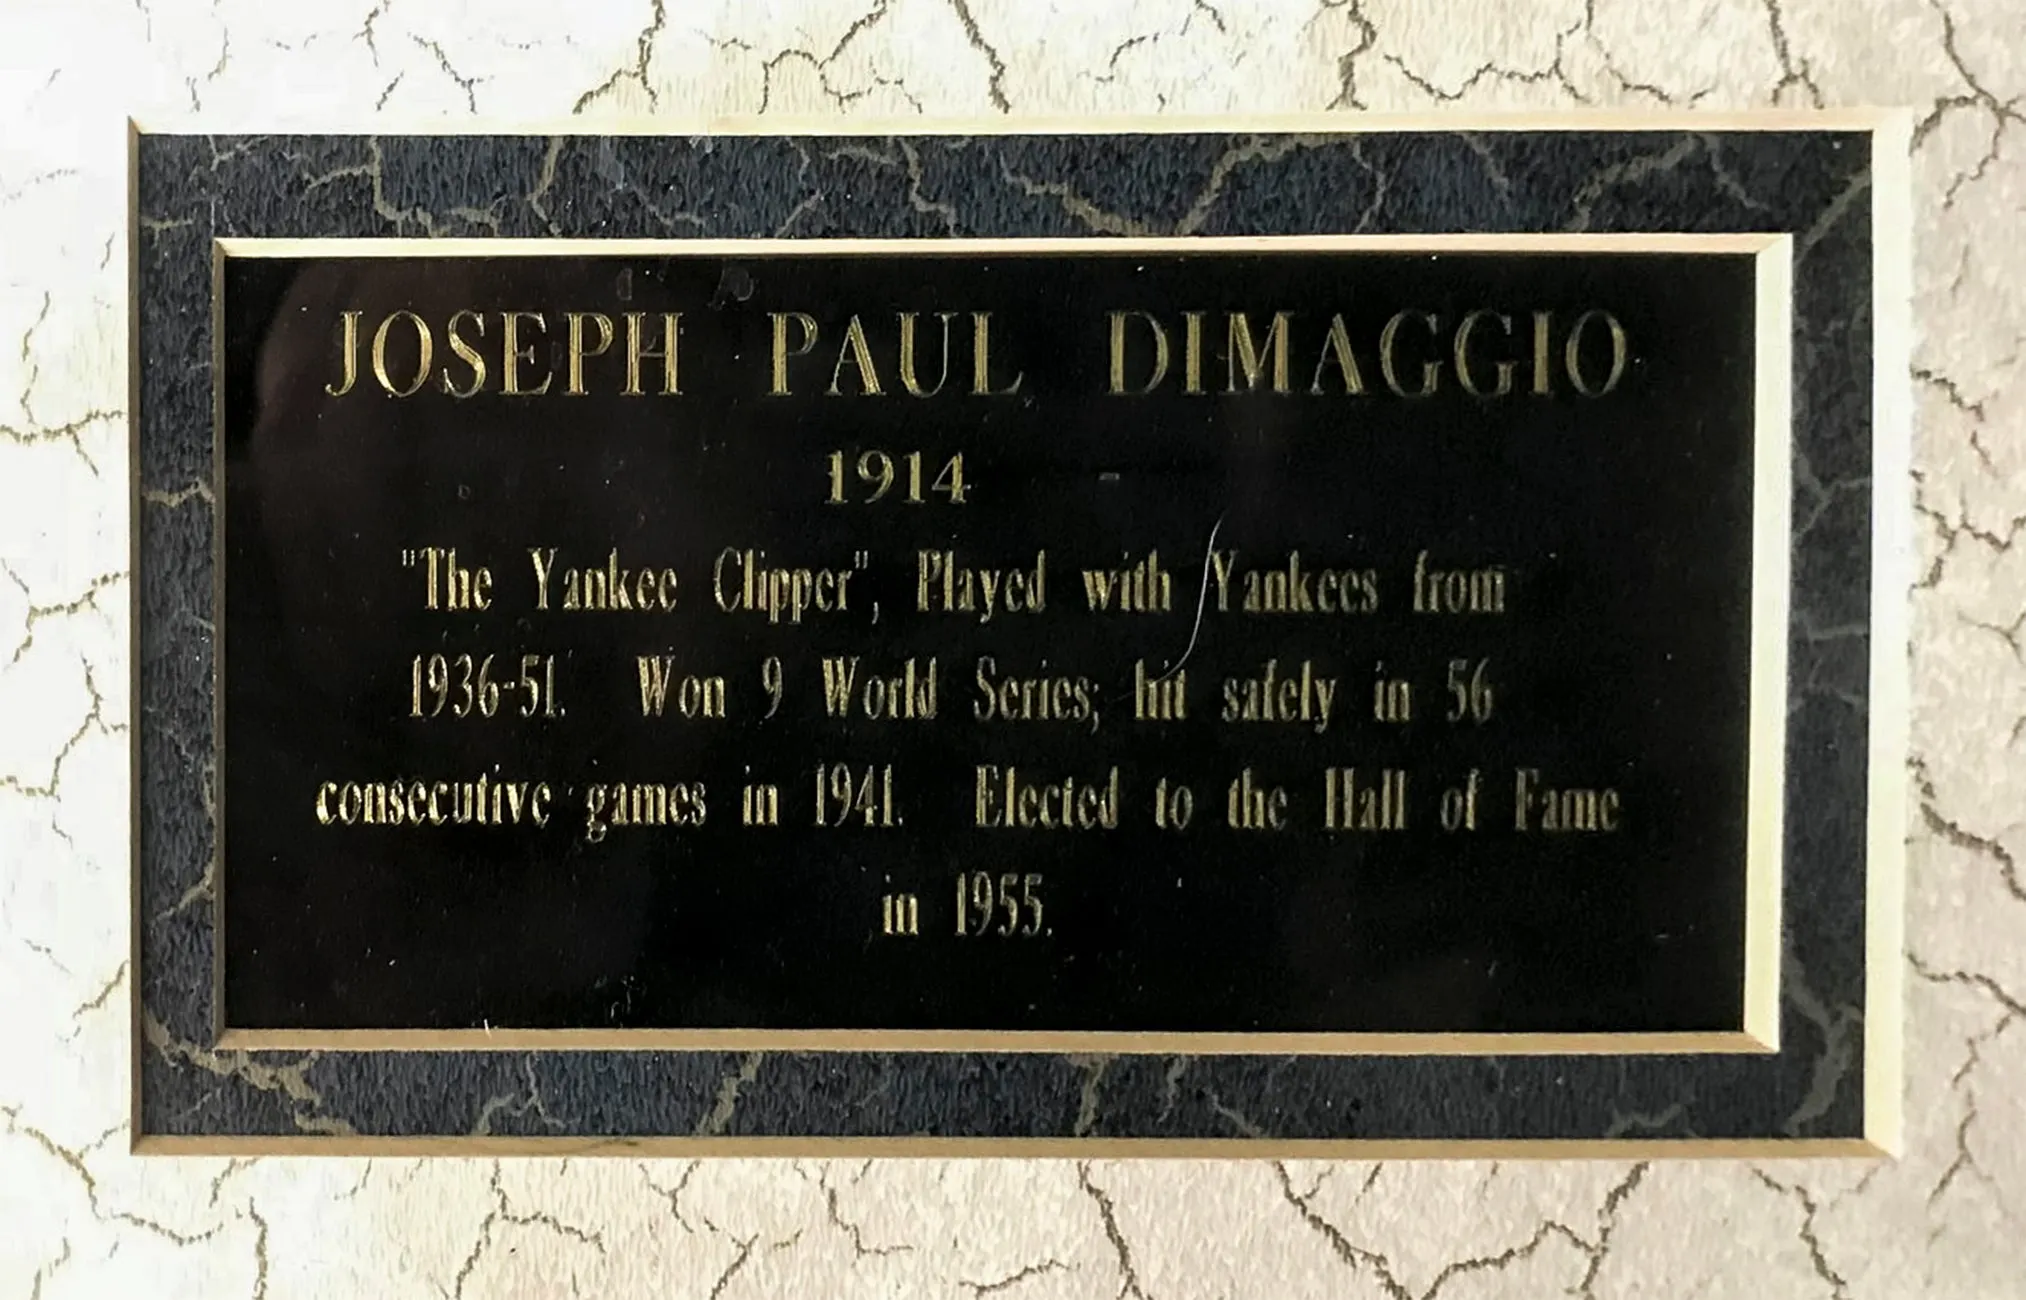 JOSEPH PAUL DIMAGGIO
1914 -
"The Yankee Clipper", Played with Yankees from
1936-51. Won 9 World Series; hit safely in 56
consecutive games in 1941. Elected to the Hall of Fame
in 1955.